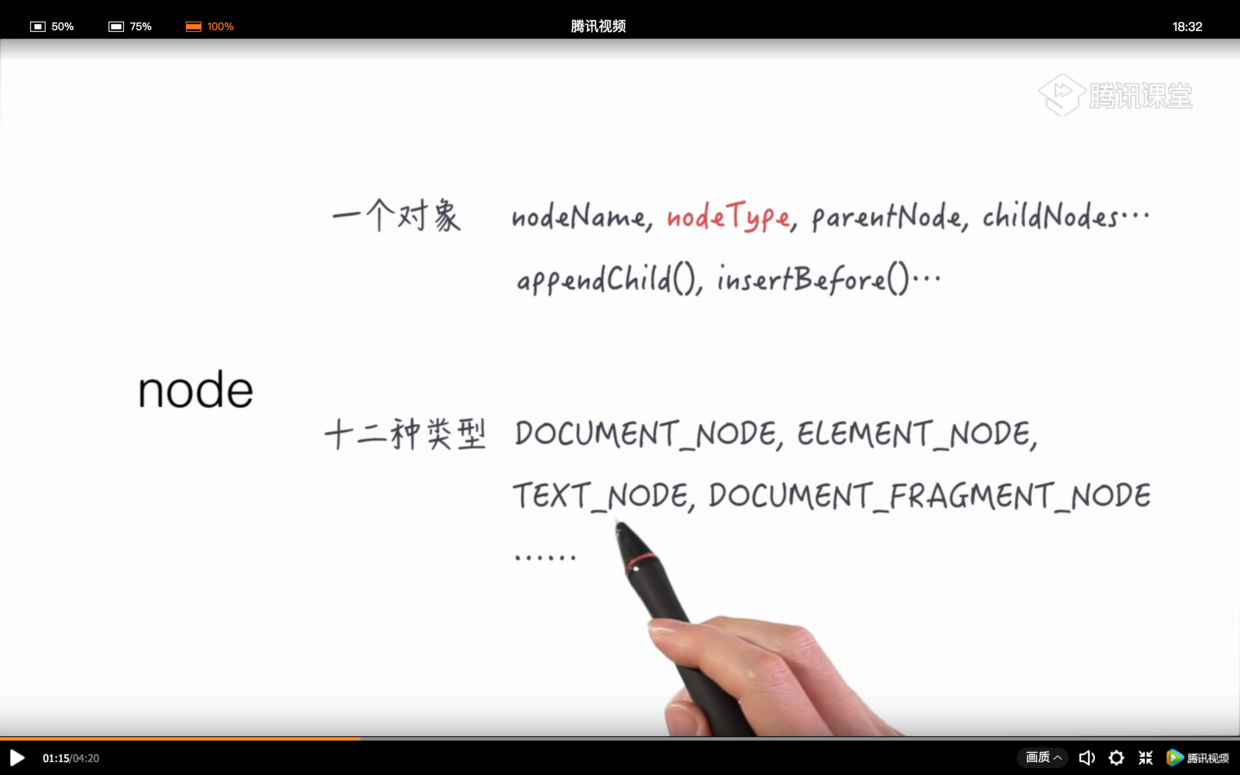 50% 75% 100% 腾讯视频 18:32
腾讯课堂
一个对象 nodeName, nodeType, parentNode, childNodes···
appendChild(), insertBefore()···
node
十二种类型 DOCUMENT_NODE, ELEMENT_NODE,
TEXT_NODE, DOCUMENT_FRAGMENT_NODE
······
01:15/04:20 画质 腾讯视频